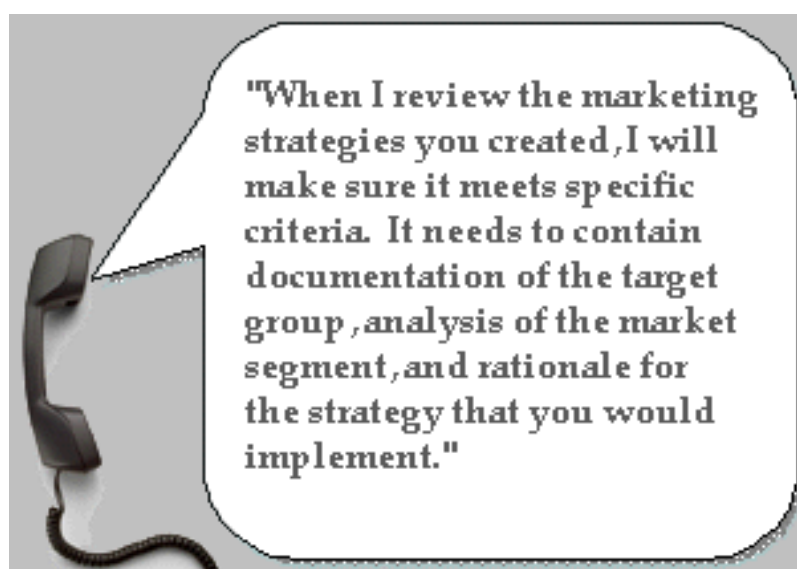 "When I review the marketing
strategies you created, I will
make sure it meets specific
criteria.  It needs to contain
documentation of the target
group, analysis of the market
segment, and rationale for
the strategy that you would
implement."